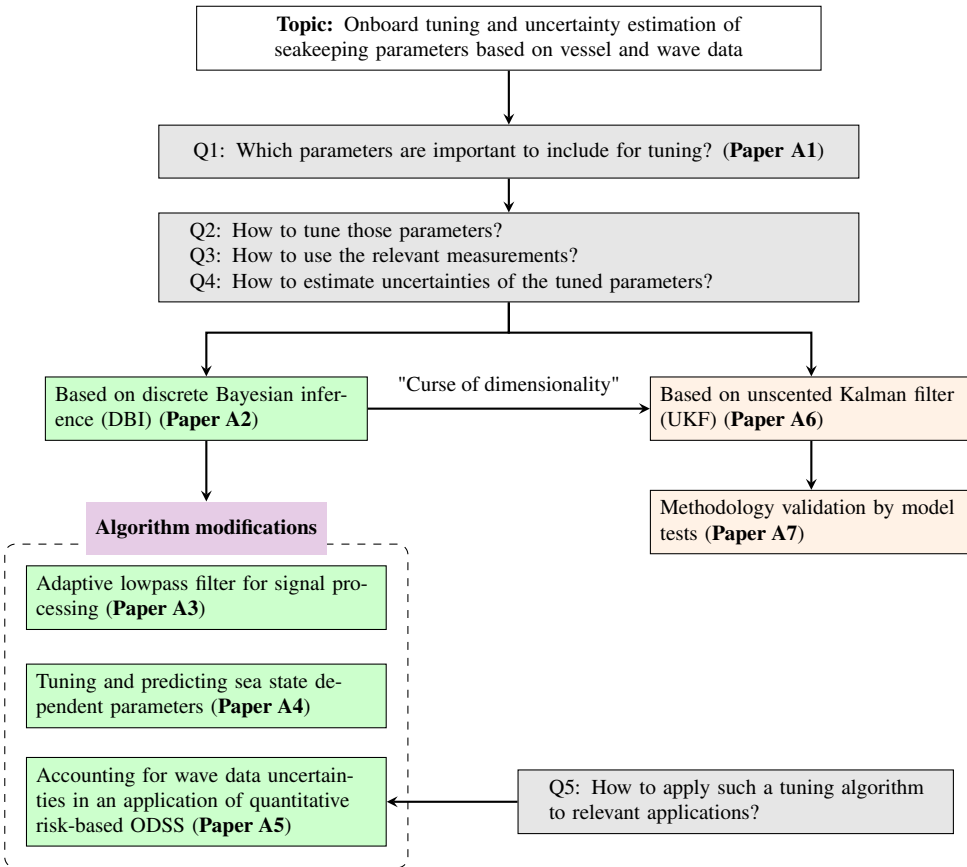 Topic: Onboard tuning and uncertainty estimation of
seakeeping parameters based on vessel and wave data
Q1: Which parameters are important to include for tuning? (Paper A1)
Q2: How to tune those parameters?
Q3: How to use the relevant measurements?
Q4: How to estimate uncertainties of the tuned parameters?
Based on discrete Bayesian infer-
ence (DBI) (Paper A2)
"Curse of dimensionality"
Based on unscented Kalman filter
(UKF) (Paper A6)
Algorithm modifications
Methodology validation by model
tests (Paper A7)
Adaptive lowpass filter for signal pro-
cessing (Paper A3)
Tuning and predicting sea state de-
pendent parameters (Paper A4)
Accounting for wave data uncertain-
ties in an application of quantitative
risk-based ODSS (Paper A5)
Q5: How to apply such a tuning algorithm
to relevant applications?